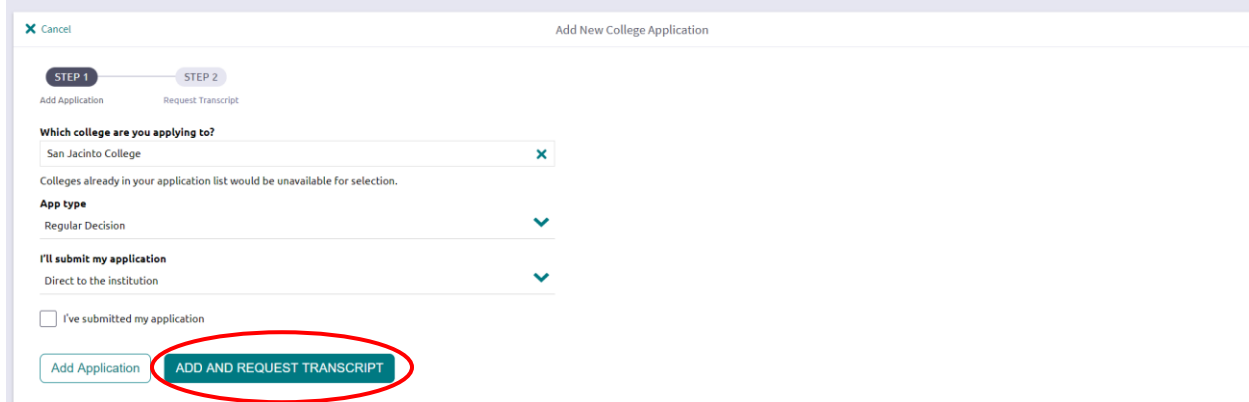 Cancel
Add New College Application
STEP 1
STEP 2
Add Application
Request Transcript
Which college are you applying to?
San Jacinto College
Colleges already in your application list would be unavailable for selection.
App type
Regular Decision
I'll submit my application
Direct to the institution
I've submitted my application
Add Application
ADD AND REQUEST TRANSCRIPT